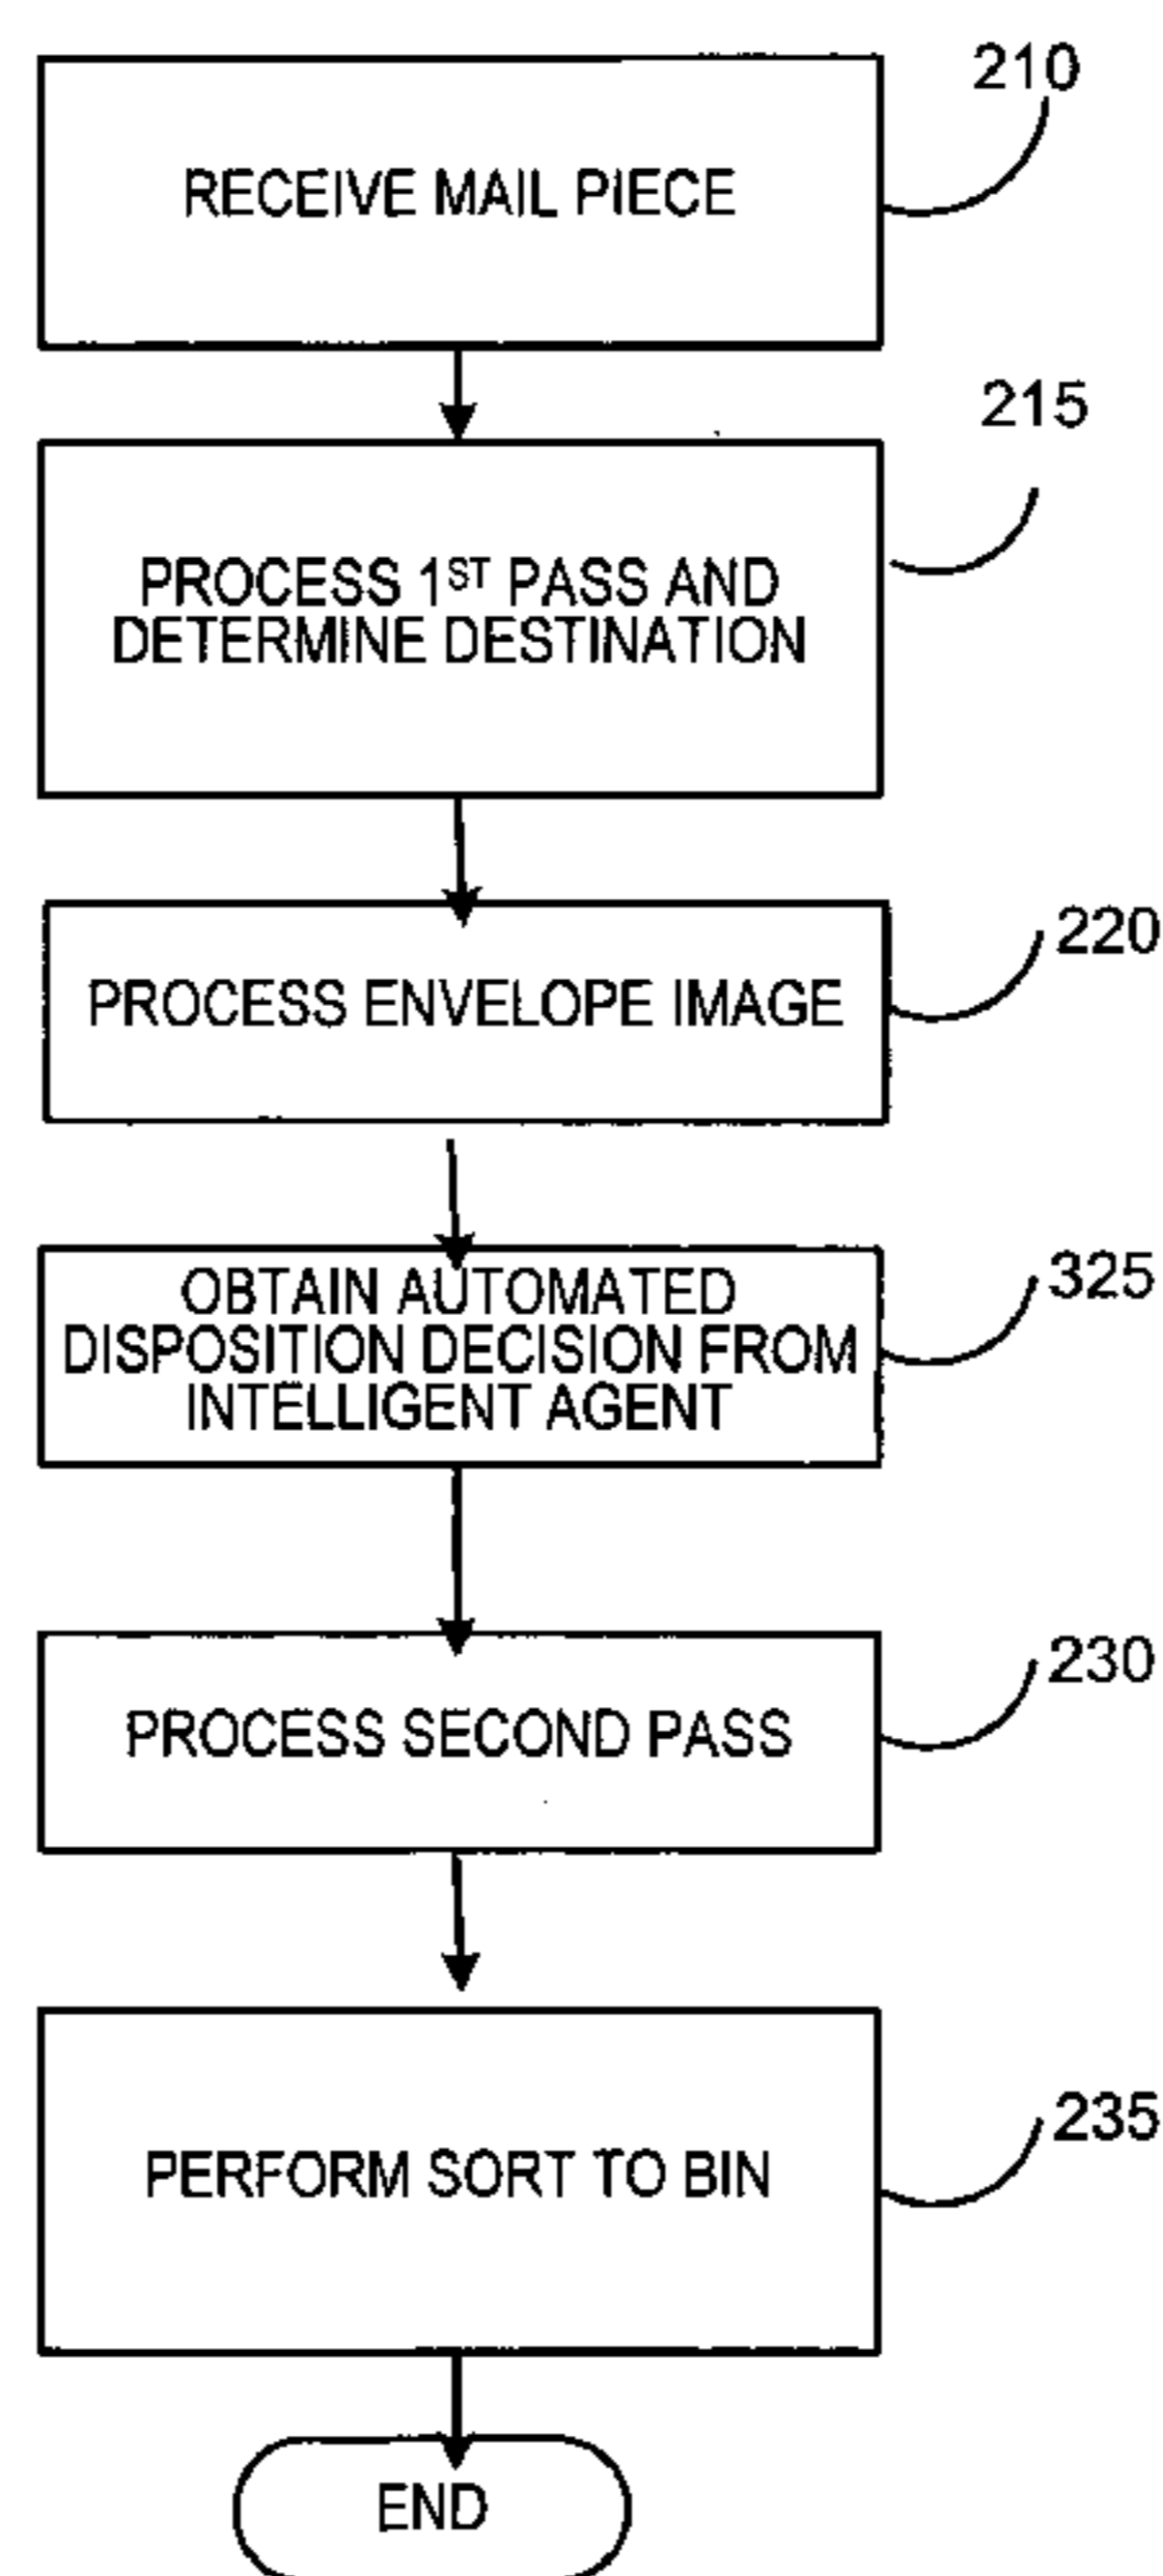 210
RECEIVE MAIL PIECE
215
PROCESS 1ST PASS AND
DETERMINE DESTINATION
220
PROCESS ENVELOPE IMAGE
325
OBTAIN AUTOMATED
DISPOSITION DECISION FROM
INTELLIGENT AGENT
230
PROCESS SECOND PASS
235
PERFORM SORT TO BIN
END